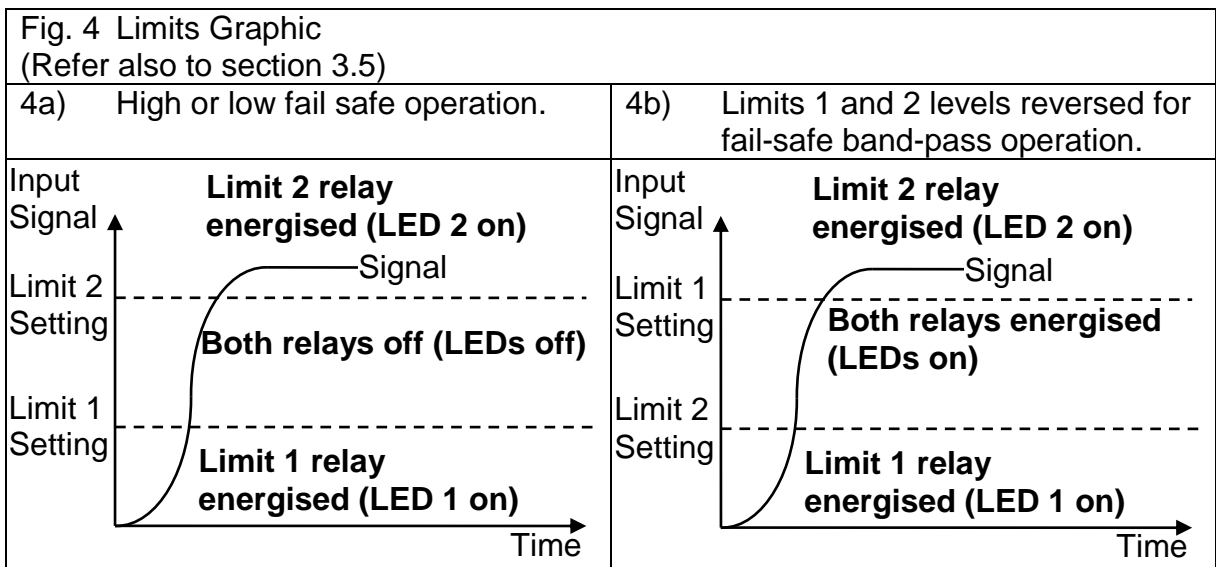 Fig. 4 Limits Graphic
(Refer also to section 3.5)
4a) High or low fail safe operation.
4b) Limits 1 and 2 levels reversed for
fail-safe band-pass operation.
Input
Signal
Limit 2 relay
energised (LED 2 on)
Signal
Limit 2
Setting
Both relays off (LEDs off)
Limit 1
Setting
Limit 1 relay
energised (LED 1 on)
Time
Input
Signal
Limit 2 relay
energised (LED 2 on)
Signal
Limit 1
Setting
Both relays energised
(LEDs on)
Limit 2
Setting
Limit 1 relay
energised (LED 1 on)
Time